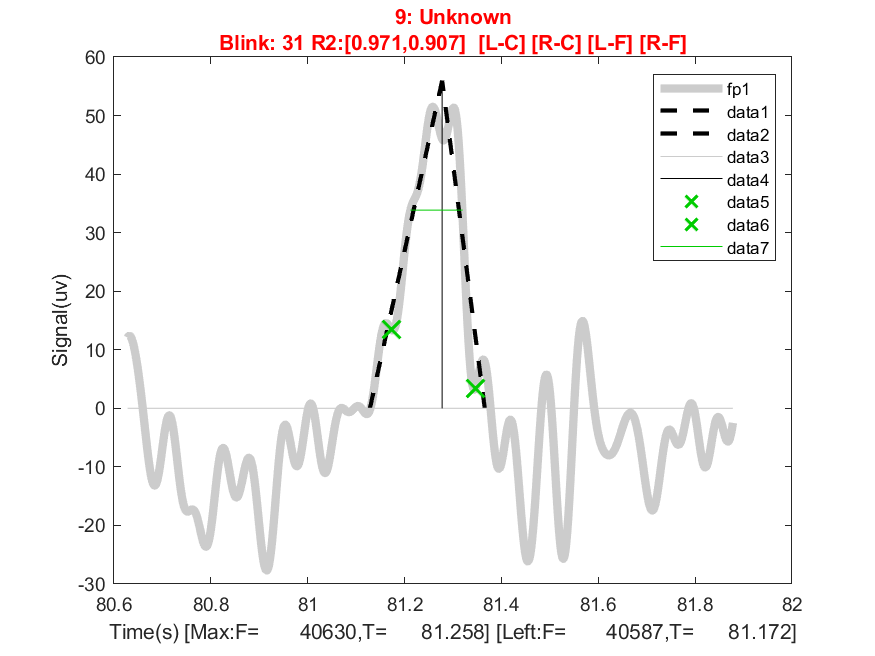 9: Unknown
Blink: 31 R2:[0.971,0.907]  [L-C] [R-C] [L-F] [R-F]
60
50
40
30
20
10
0
-10
-20
-30
Signal(uv)
fp1
data1
data2
data3
data4
data5
data6
data7
80.6 80.8 81 81.2 81.4 81.6 81.8 82
Time(s) [Max:F= 40630,T= 81.258] [Left:F= 40587,T= 81.172]